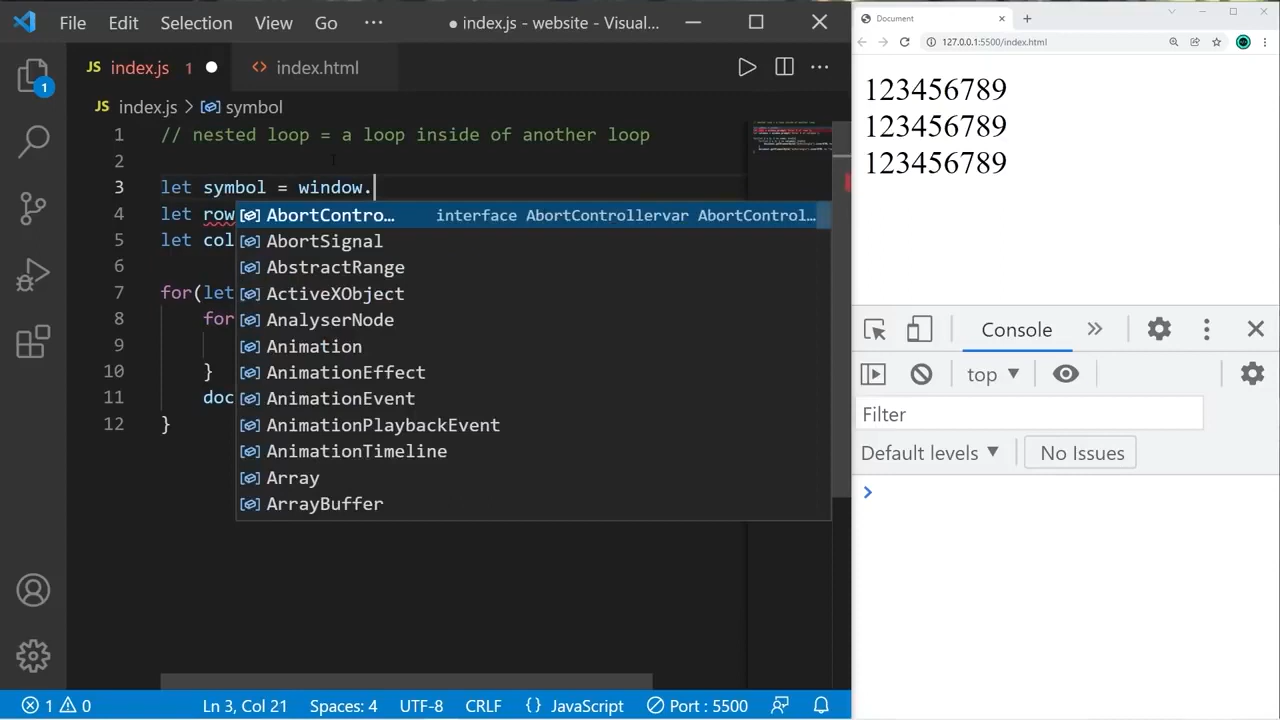 File Edit Selection View Go ··· ● index.js - website - Visual...
JS index.js 1 ● <> index.html
JS index.js > symbol
1 // nested loop = a loop inside of another loop
2
3 let symbol = window.
4 let row
5 let col
6
7 for(let
8 for
9
10 }
11 doc
12 }
AbortContro... interface AbortControllervar AbortControl...
AbortSignal
AbstractRange
ActiveXObject
AnalyserNode
Animation
AnimationEffect
AnimationEvent
AnimationPlaybackEvent
AnimationTimeline
Array
ArrayBuffer
1
1 0 Ln 3, Col 21 Spaces: 4 UTF-8 CRLF {} JavaScript Port : 5500
Document
127.0.0.1:5500/index.html
123456789
123456789
123456789
Console
top
Filter
Default levels No Issues